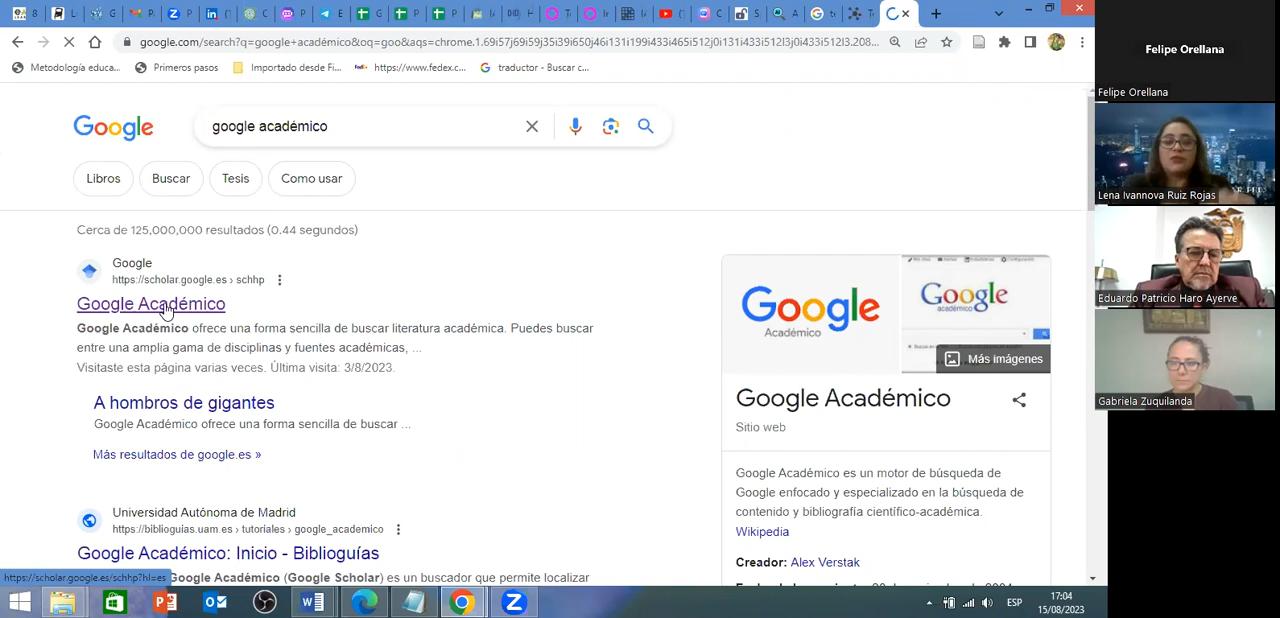 google.com/search?q=google+académico&oq=goo&aqs=chrome.1.69i57j69i59j35i39i650j46i131i199i433i465i512j0i131i433i512l3j0i433i512l3.208...
Metodología educa...
Primeros pasos
Importado desde Fi...
https://www.fedex.c...
traductor - Buscar c...
Google
google académico
Libros
Buscar
Tesis
Como usar
Cerca de 125,000,000 resultados (0.44 segundos)
Google
https://scholar.google.es › schhp
Google Académico
Google Académico ofrece una forma sencilla de buscar literatura académica. Puedes buscar
entre una amplia gama de disciplinas y fuentes académicas, ...
Visitaste esta página varias veces. Última visita: 3/8/2023.
A hombros de gigantes
Google Académico ofrece una forma sencilla de buscar ...
Más resultados de google.es »
Universidad Autónoma de Madrid
https://biblioguias.uam.es › tutoriales › google_academico
Google Académico: Inicio - Biblioguías
Google Académico (Google Scholar) es un buscador que permite localizar
https://scholar.google.es/schhp?hl=es
Google
Académico
Google
académico
Más imágenes
Google Académico
Sitio web
Google Académico es un motor de búsqueda de
Google enfocado y especializado en la búsqueda de
contenido y bibliografía científico-académica.
Wikipedia
Creador: Alex Verstak
Felipe Orellana
Felipe Orellana
Lena Ivannova Ruiz Rojas
Eduardo Patricio Haro Ayerve
Gabriela Zuquilanda
ESP
17:04
15/08/2023